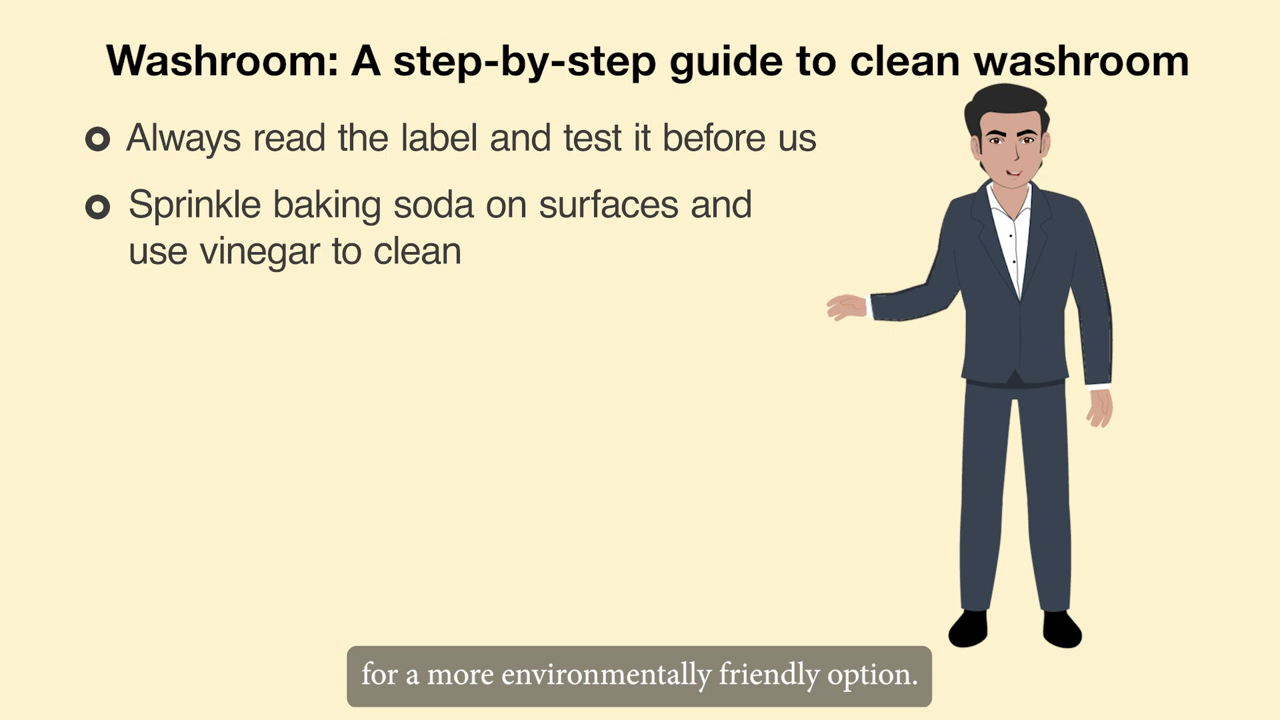 Washroom: A step-by-step guide to clean washroom
Always read the label and test it before us
Sprinkle baking soda on surfaces and
use vinegar to clean
for a more environmentally friendly option.